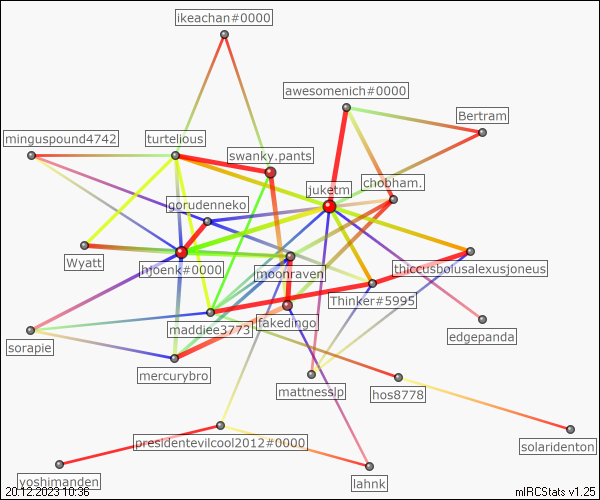 ikeachan#0000
awesomenich#0000
Bertram
minguspound4742
turtelious
swanky.pants
chobham.
juketm
gorudenneko
Wyatt
hjoenk#0000
moonraven
thiccusbolusalexusjoneus
Thinker#5995
maddiee3773
fakedingo
edgepanda
sorapie
mercurybro
mattnesslp
hos8778
presidentevilcool2012#0000
solaridenton
yoshimanden
lahnk
20.12.2023 10:36
mIRCStats v1.25